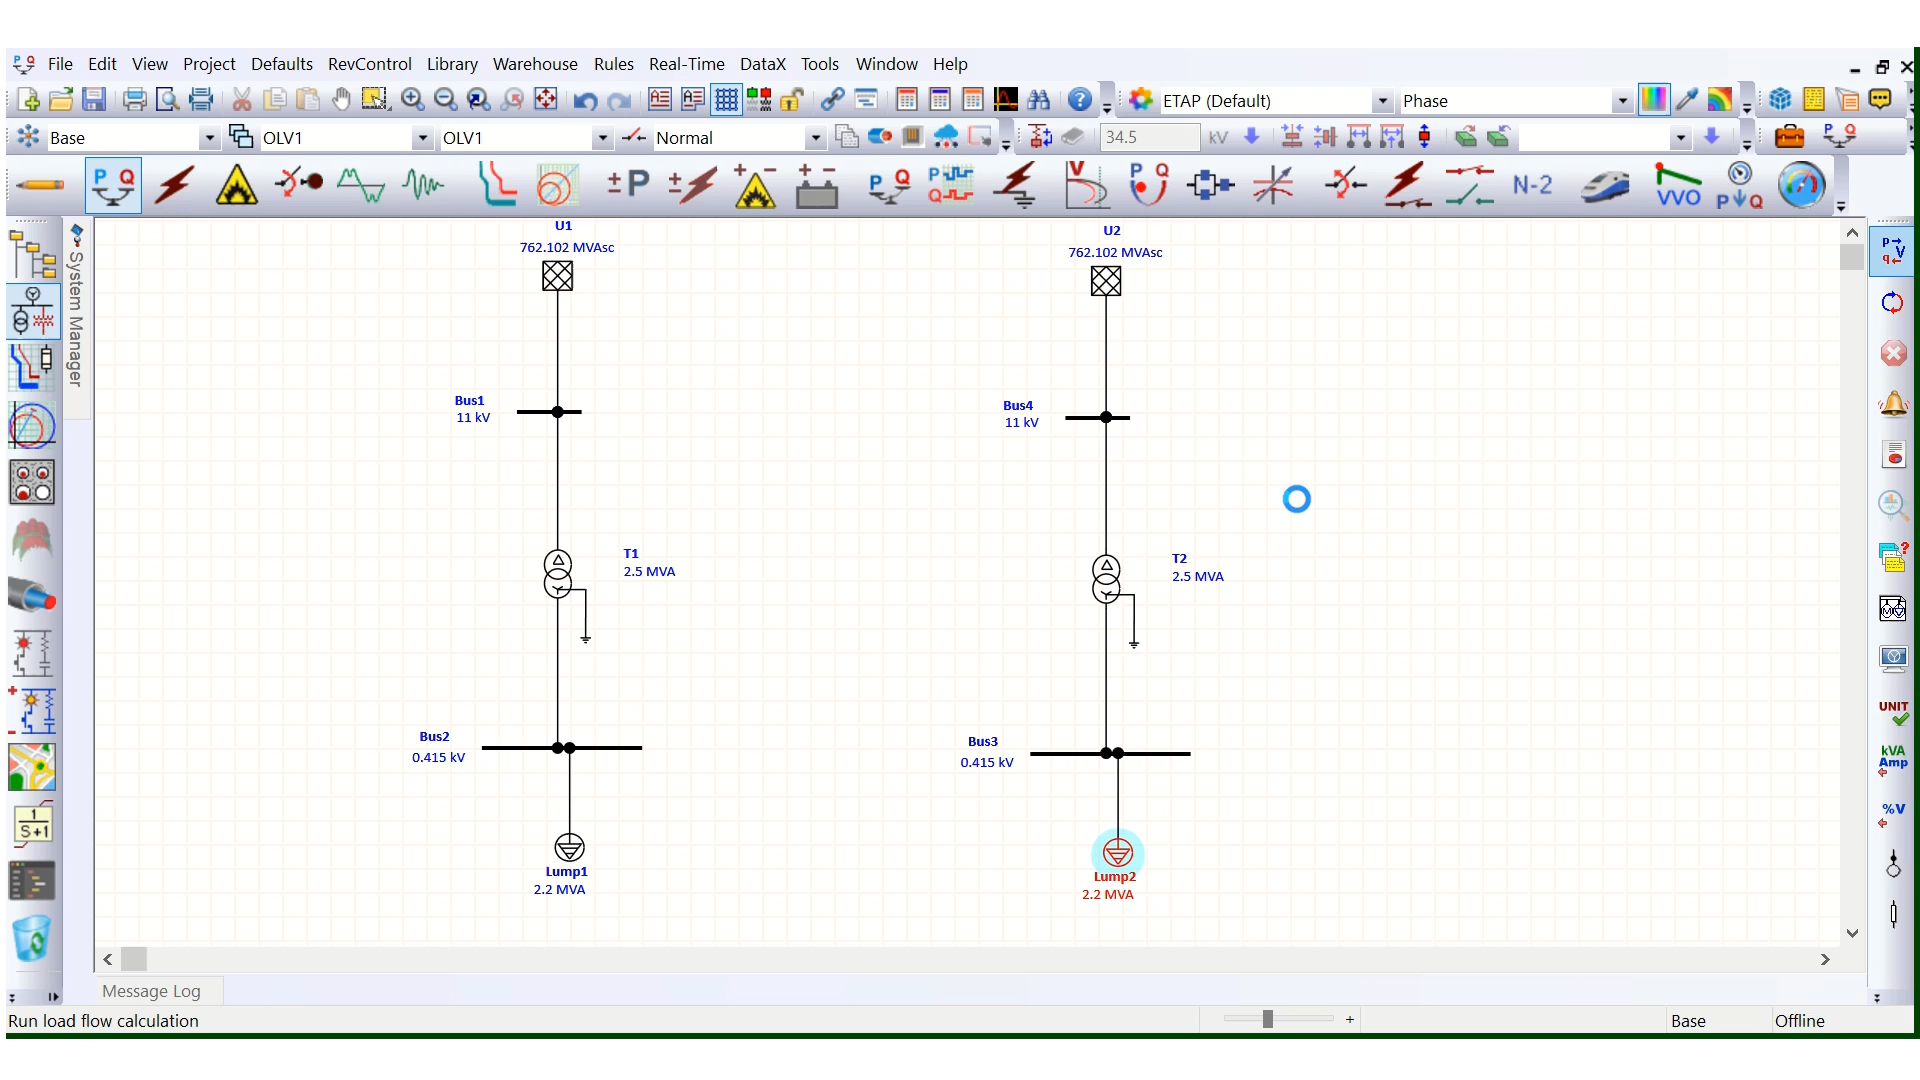 File Edit View Project Defaults RevControl Library Warehouse Rules Real-Time DataX Tools Window Help
ETAP (Default) Phase
Base OLV1 OLV1 Normal 34.5 kV
P Q ± P P Q P Q V P Q N-2 VVO P Q
System Manager
U1
762.102 MVAsc
Bus1
11 kV
T1
2.5 MVA
Bus2
0.415 kV
Lump1
2.2 MVA
U2
762.102 MVAsc
Bus4
11 kV
T2
2.5 MVA
Bus3
0.415 kV
Lump2
2.2 MVA
1
S+1
P V
q
UNIT
kVA
Amp
%V
Message Log
Run load flow calculation
Base Offline